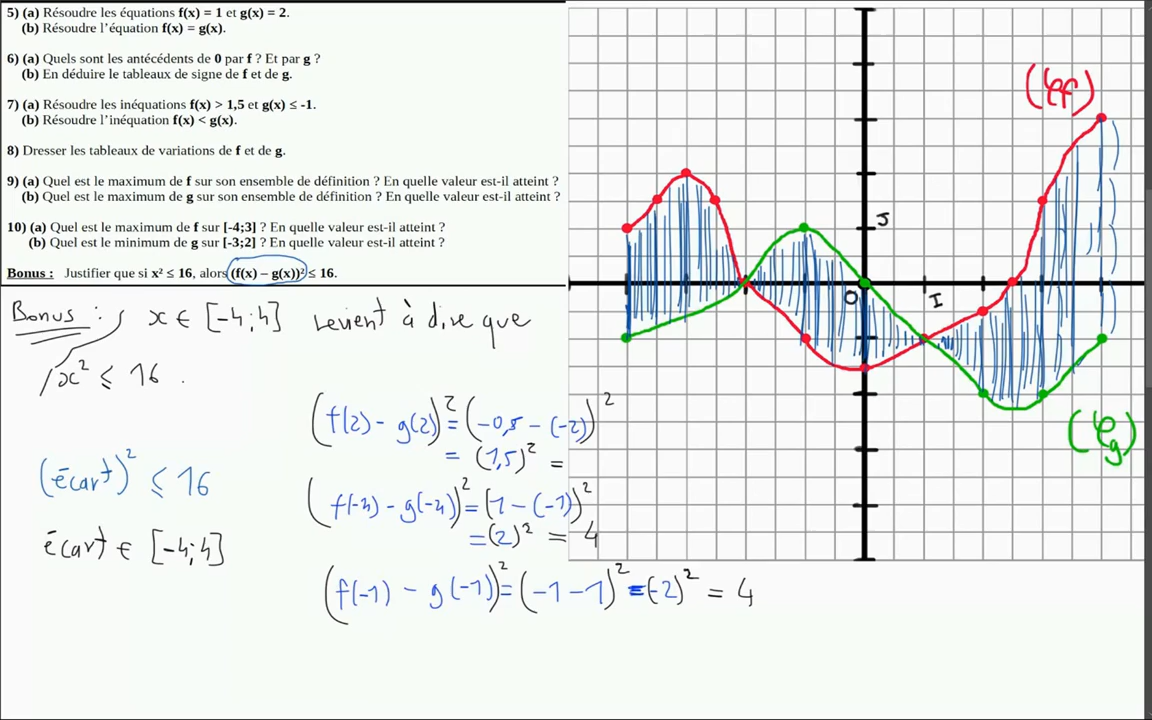 5) (a) Résoudre les équations f(x) = 1 et g(x) = 2.
(b) Résoudre l'équation f(x) = g(x).
6) (a) Quels sont les antécédents de 0 par f ? Et par g ?
(b) En déduire le tableaux de signe de f et de g.
7) (a) Résoudre les inéquations f(x) > 1,5 et g(x) ≤ -1.
(b) Résoudre l'inéquation f(x) < g(x).
8) Dresser les tableaux de variations de f et de g.
9) (a) Quel est le maximum de f sur son ensemble de définition ? En quelle valeur est-il atteint ?
(b) Quel est le maximum de g sur son ensemble de définition ? En quelle valeur est-il atteint ?
10) (a) Quel est le maximum de f sur [-4;3] ? En quelle valeur est-il atteint ?
(b) Quel est le minimum de g sur [-3;2] ? En quelle valeur est-il atteint ?
Bonus : Justifier que si x² ≤ 16, alors (f(x) – g(x))² ≤ 16.
Bonus : x ∈ [-4;4] revient à dire que
x² ≤ 16.
(écart)² ≤ 16
écart ∈ [-4;4]
(f(2) - g(2))² = (-0,5 - (-2))²
= (1,5)² =
(f(-4) - g(-4))² = (1 - (-1))²
= (2)² = 4
(f(-1) - g(-1))² = (-1 - 1)² = (-2)² = 4
(𝒞f)
J
O
I
(𝒞g)